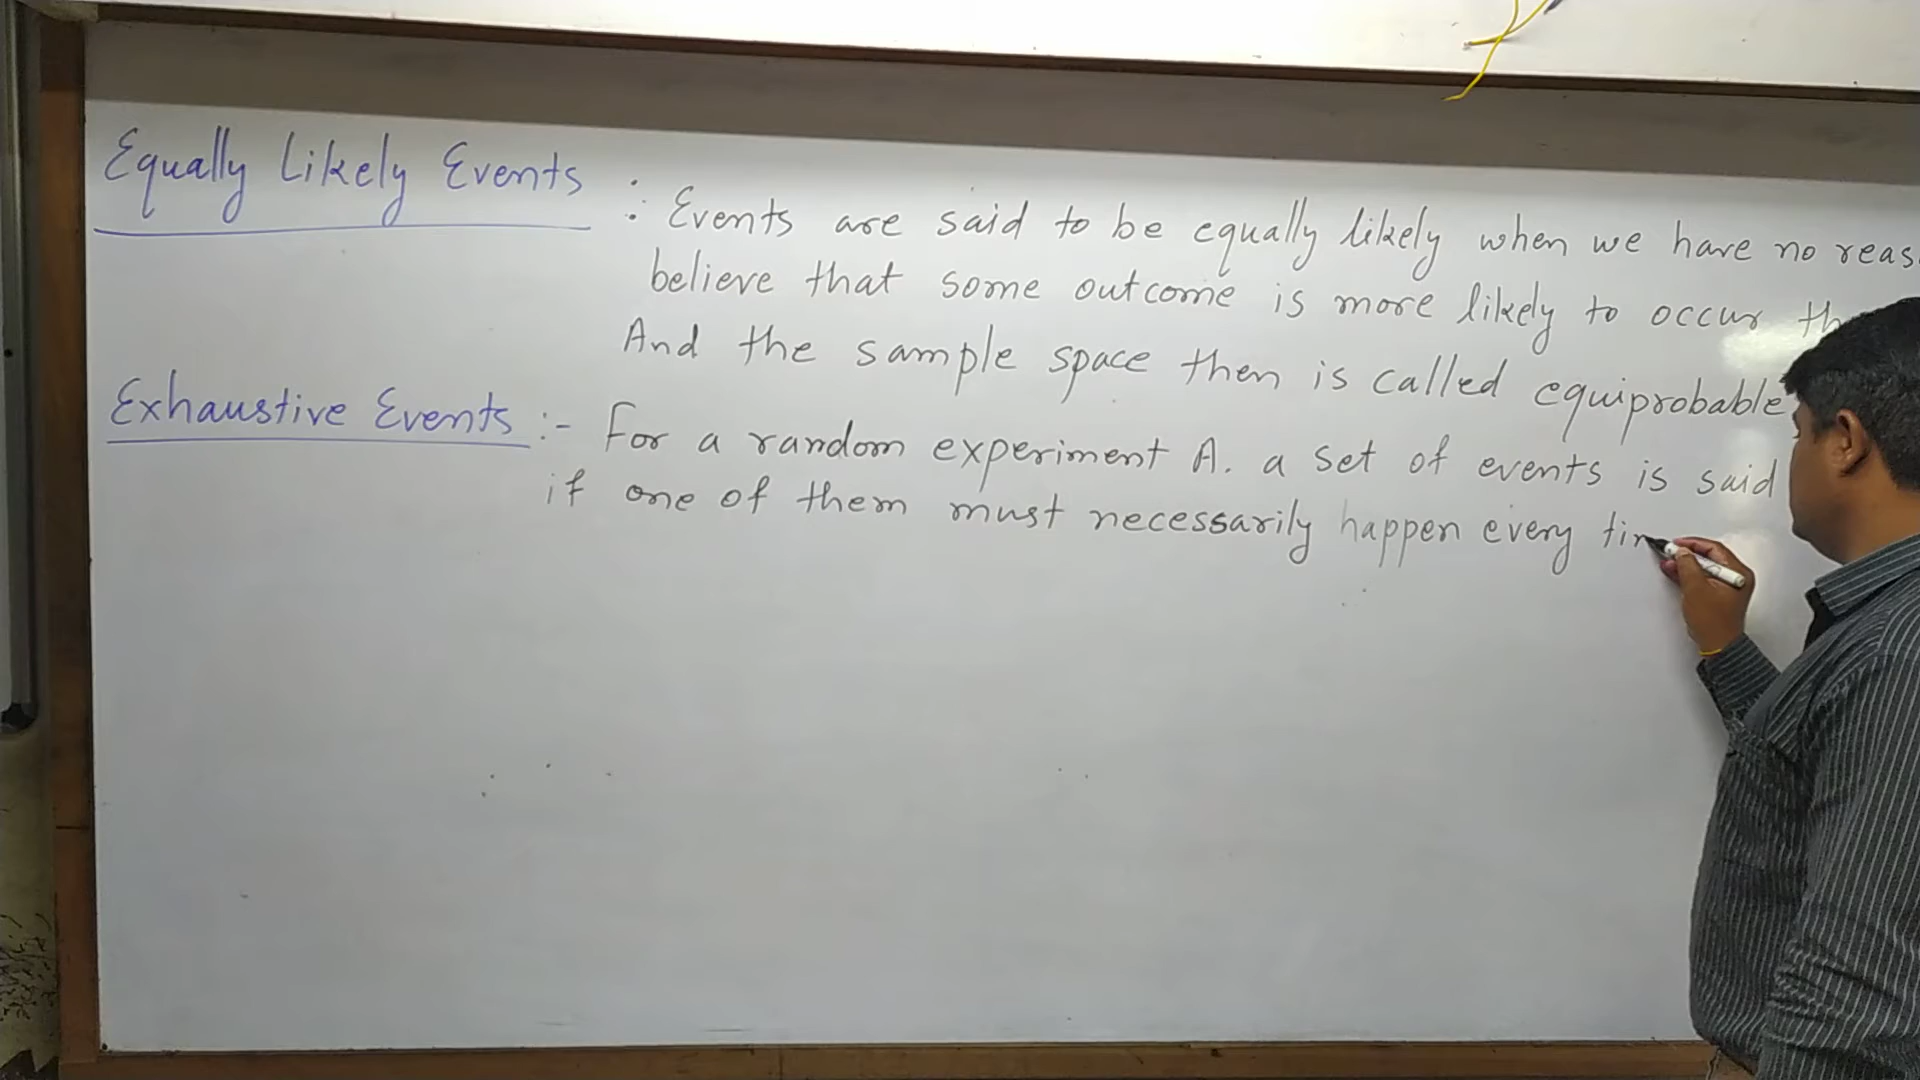 Equally Likely Events : Events are said to be equally likely when we have no reas
believe that some outcome is more likely to occur th
And the sample space then is called equiprobable
Exhaustive Events :- For a random experiment A. a set of events is said
if one of them must necessarily happen every tim